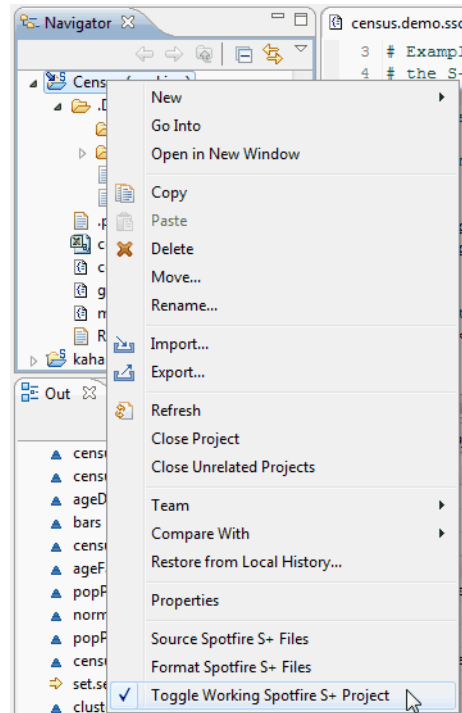 Navigator
census.demo.ssc
3 # Exampl
4 # the S-
New
Go Into
Open in New Window
Copy
Paste
Delete
Move...
Rename...
Import...
Export...
Refresh
Close Project
Close Unrelated Projects
Team
Compare With
Restore from Local History...
Properties
Source Spotfire S+ Files
Format Spotfire S+ Files
Toggle Working Spotfire S+ Project
Cens
.p
c
c
g
m
R
kaha
Out
cens
cens
ageD
bars
cens
ageF
popP
norm
popP
cens
set.se
clust